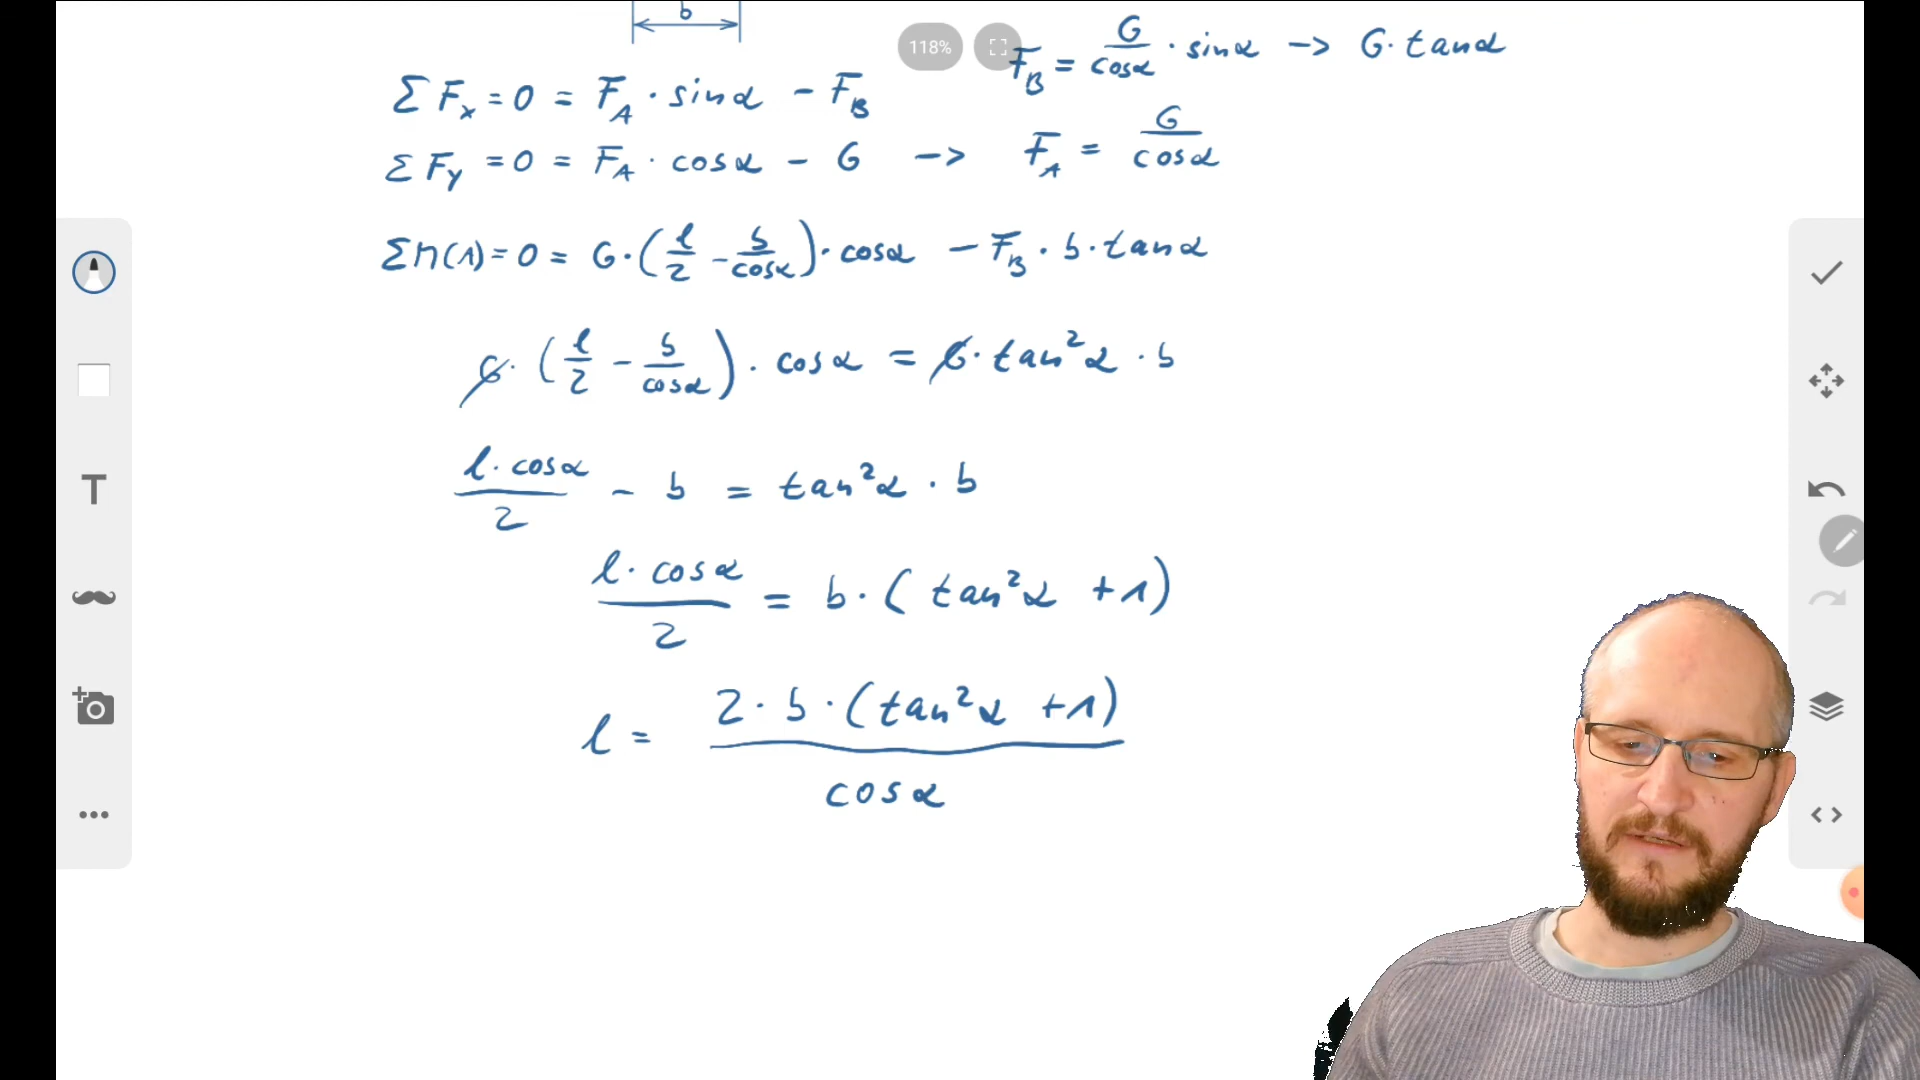 b
118%
F_B = G/cosα · sinα -> G·tanα
ΣF_x = 0 = F_A · sinα - F_B
ΣF_y = 0 = F_A · cosα - G -> F_A = G/cosα
ΣM(1) = 0 = G·(l/2 - b/cosα)·cosα - F_B · b·tanα
G·(l/2 - b/cosα)·cosα = G·tan²α · b
l·cosα/2 - b = tan²α · b
l·cosα/2 = b·(tan²α +1)
l = 2·b·(tan²α +1)/cosα
T